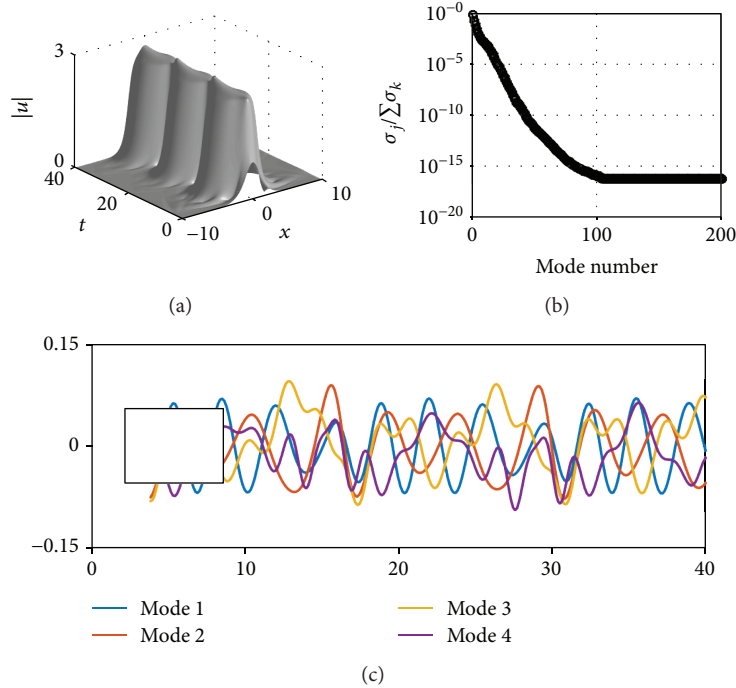 3
|u|
0
40
20
t
0
−10
0
x
10
(a)
10−0
10−5
10−10
10−15
10−20
σj/∑σk
0
100
200
Mode number
(b)
0.15
0
−0.15
0
10
20
30
40
Mode 1
Mode 2
Mode 3
Mode 4
(c)